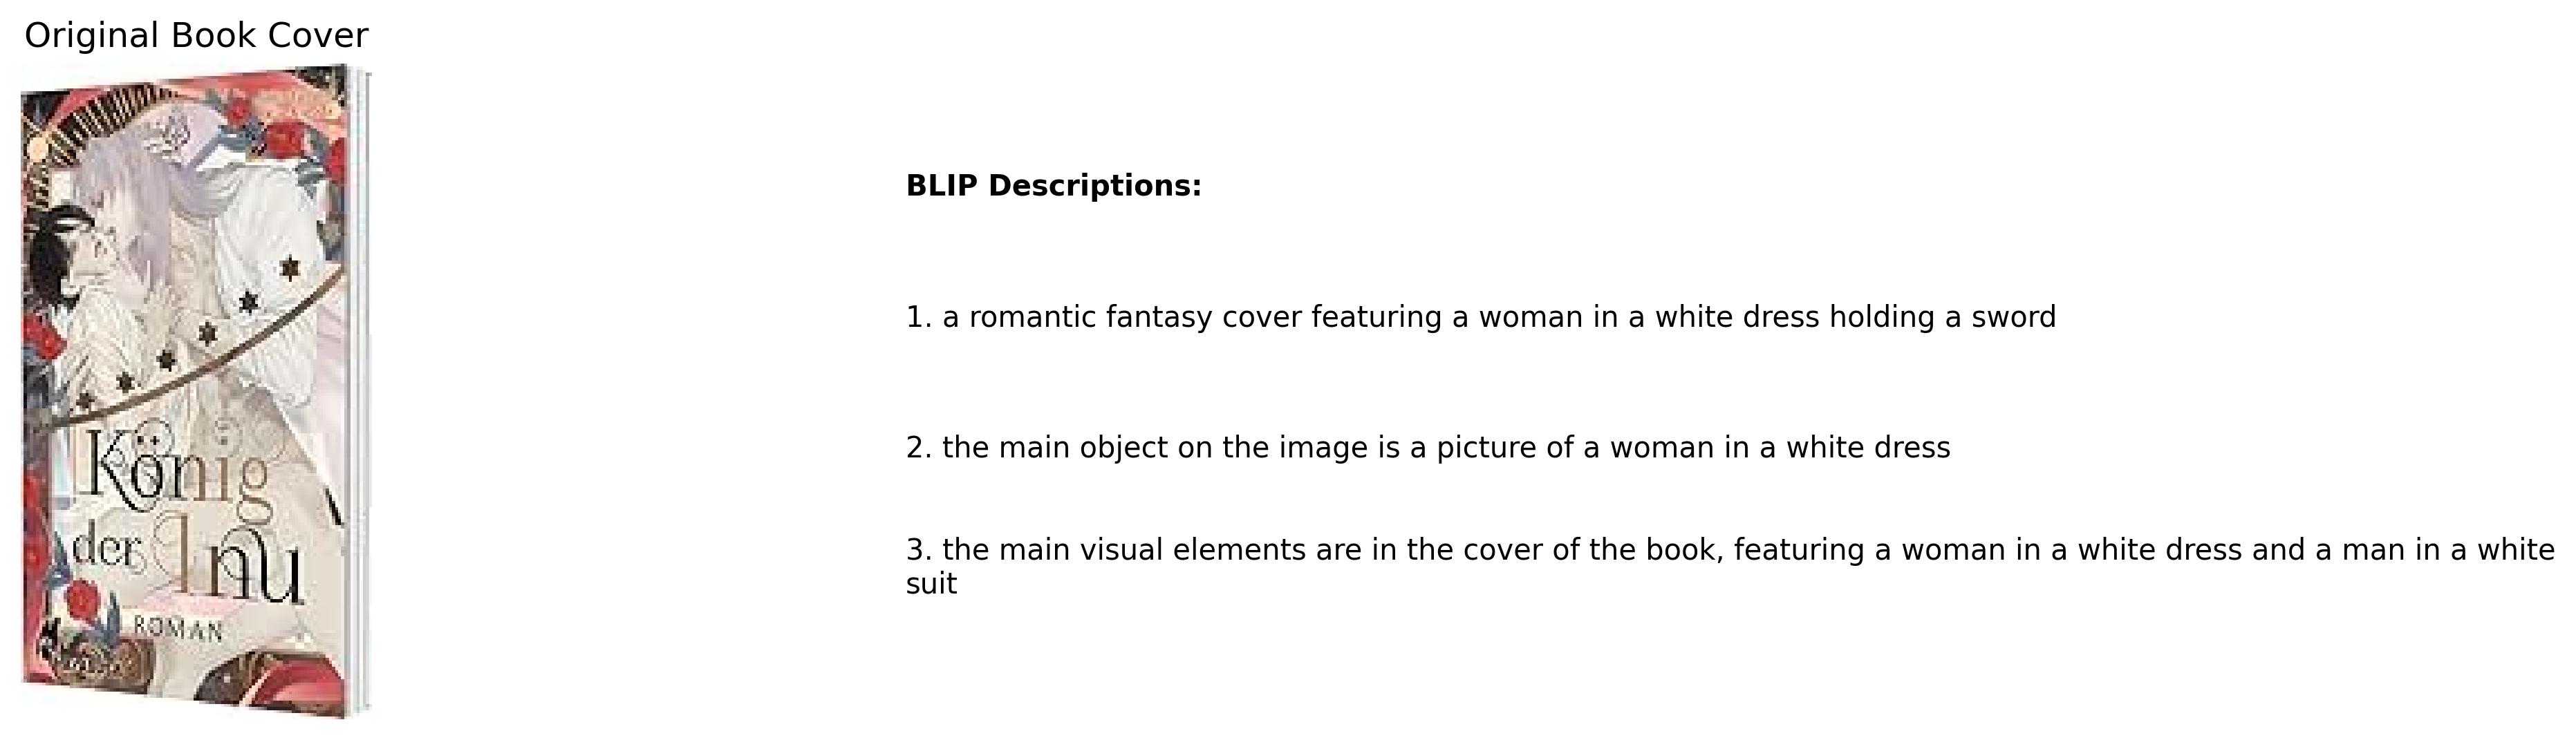 Original Book Cover
König
der Inu
ROMAN
BLIP Descriptions:
1. a romantic fantasy cover featuring a woman in a white dress holding a sword
2. the main object on the image is a picture of a woman in a white dress
3. the main visual elements are in the cover of the book, featuring a woman in a white dress and a man in a white
suit